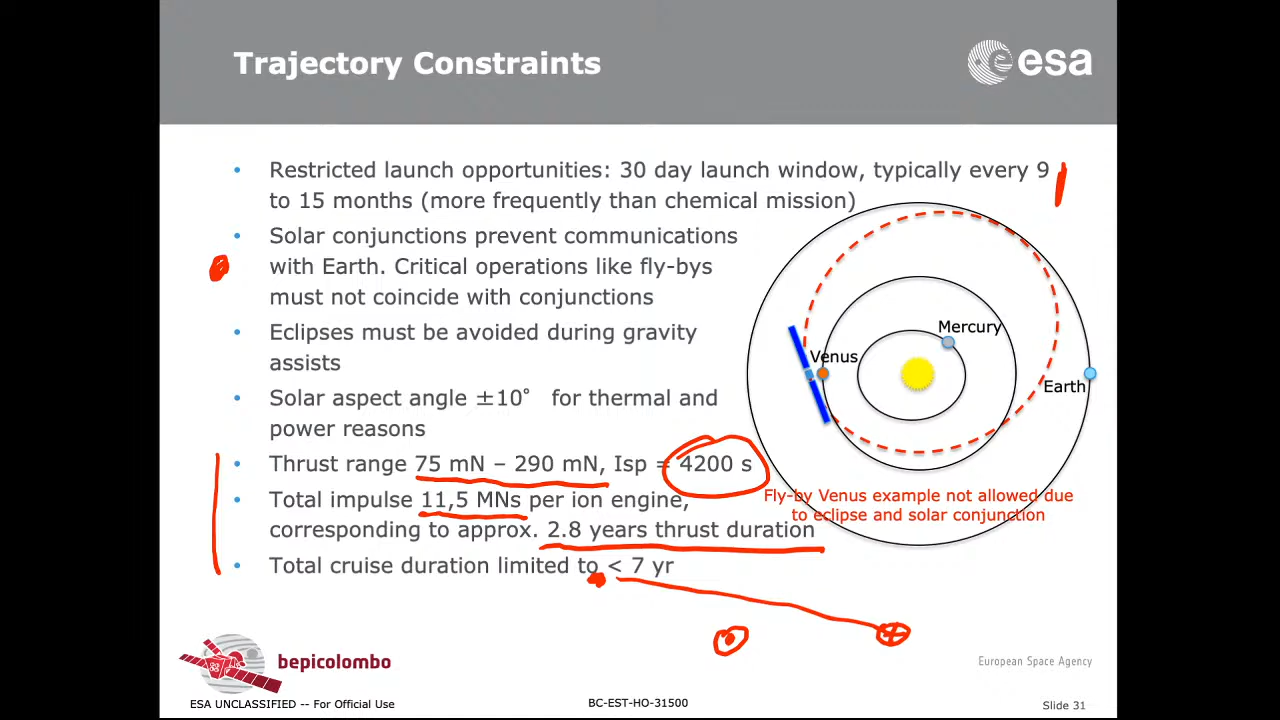 Trajectory Constraints
esa
• Restricted launch opportunities: 30 day launch window, typically every 9
to 15 months (more frequently than chemical mission)
• Solar conjunctions prevent communications
with Earth. Critical operations like fly-bys
must not coincide with conjunctions
• Eclipses must be avoided during gravity
assists
• Solar aspect angle ±10° for thermal and
power reasons
• Thrust range 75 mN – 290 mN, Isp = 4200 s
• Total impulse 11,5 MNs per ion engine,
corresponding to approx. 2.8 years thrust duration
• Total cruise duration limited to < 7 yr
Mercury
Venus
Earth
Fly-by Venus example not allowed due
to eclipse and solar conjunction
bepicolombo
European Space Agency
ESA UNCLASSIFIED -- For Official Use
BC-EST-HO-31500
Slide 31